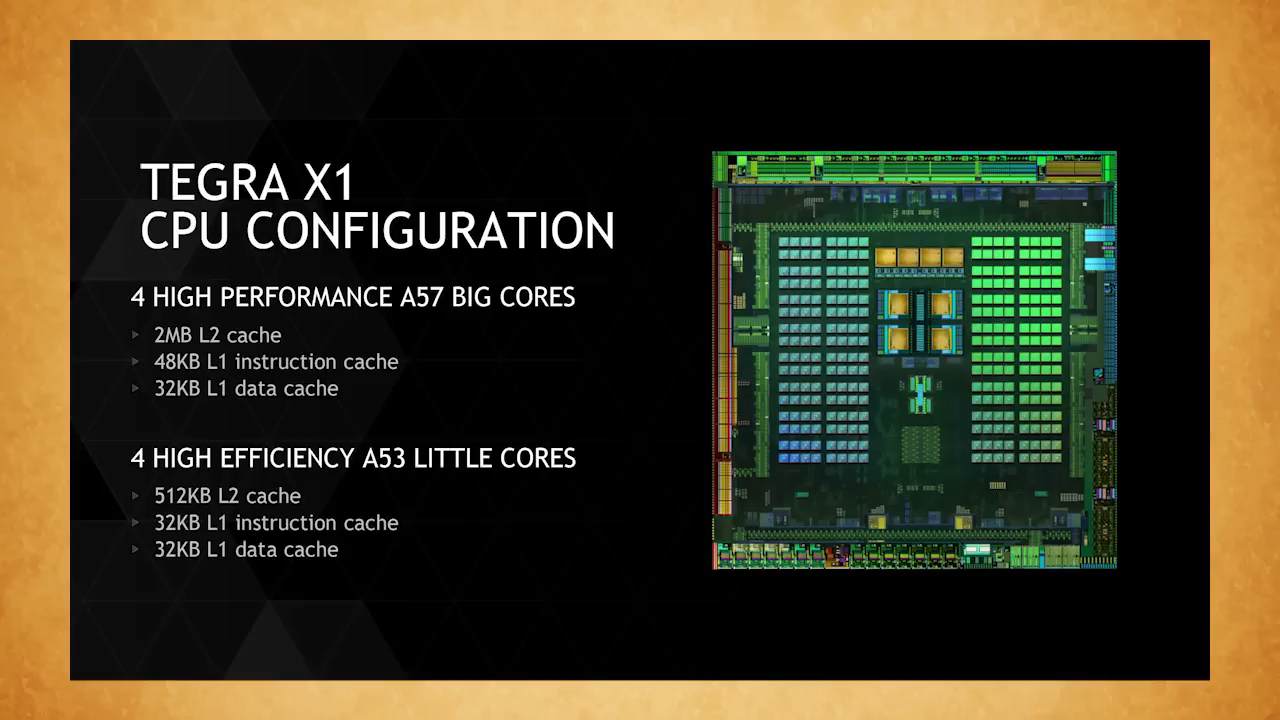 TEGRA X1
CPU CONFIGURATION
4 HIGH PERFORMANCE A57 BIG CORES
2MB L2 cache
48KB L1 instruction cache
32KB L1 data cache
4 HIGH EFFICIENCY A53 LITTLE CORES
512KB L2 cache
32KB L1 instruction cache
32KB L1 data cache